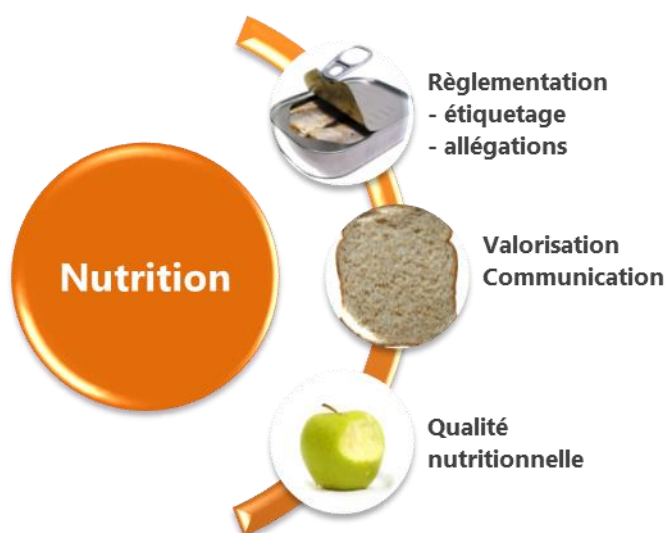 Règlementation
- étiquetage
- allégations
Nutrition
Valorisation
Communication
Qualité
nutritionnelle